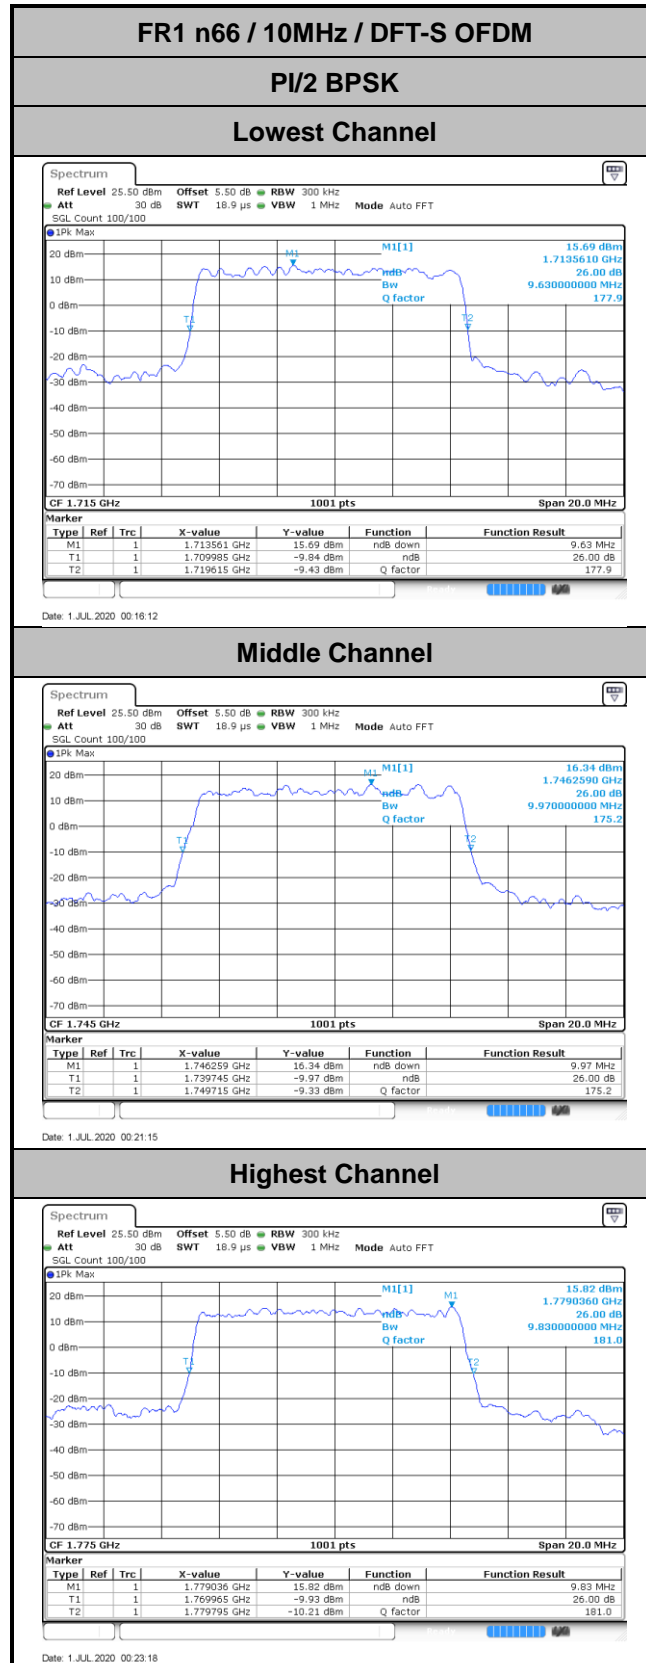 FR1 n66 / 10MHz / DFT-S OFDM
PI/2 BPSK
Lowest Channel
Spectrum
Ref Level 25.50 dBm Offset 5.50 dB RBW 300 kHz
Att 30 dB SWT 18.9 µs VBW 1 MHz Mode Auto FFT
SGL Count 100/100
1Pk Max
M1[1] 15.69 dBm
1.7135610 GHz
ndB 26.00 dB
Bw 9.630000000 MHz
Q factor 177.9
M1
T1
T2
20 dBm
10 dBm
0 dBm
-10 dBm
-20 dBm
-30 dBm
-40 dBm
-50 dBm
-60 dBm
-70 dBm
CF 1.715 GHz 1001 pts Span 20.0 MHz
Marker
Type Ref Trc X-value Y-value Function Function Result
M1 1 1.713561 GHz 15.69 dBm ndB down 9.63 MHz
T1 1 1.709985 GHz -9.84 dBm ndB 26.00 dB
T2 1 1.719615 GHz -9.43 dBm Q factor 177.9
Date: 1.JUL.2020 00:16:12
Middle Channel
Spectrum
Ref Level 25.50 dBm Offset 5.50 dB RBW 300 kHz
Att 30 dB SWT 18.9 µs VBW 1 MHz Mode Auto FFT
SGL Count 100/100
1Pk Max
M1[1] 16.34 dBm
1.7462590 GHz
ndB 26.00 dB
Bw 9.970000000 MHz
Q factor 175.2
M1
T1
T2
20 dBm
10 dBm
0 dBm
-10 dBm
-20 dBm
-30 dBm
-40 dBm
-50 dBm
-60 dBm
-70 dBm
CF 1.745 GHz 1001 pts Span 20.0 MHz
Marker
Type Ref Trc X-value Y-value Function Function Result
M1 1 1.746259 GHz 16.34 dBm ndB down 9.97 MHz
T1 1 1.739745 GHz -9.97 dBm ndB 26.00 dB
T2 1 1.749715 GHz -9.33 dBm Q factor 175.2
Date: 1.JUL.2020 00:21:15
Highest Channel
Spectrum
Ref Level 25.50 dBm Offset 5.50 dB RBW 300 kHz
Att 30 dB SWT 18.9 µs VBW 1 MHz Mode Auto FFT
SGL Count 100/100
1Pk Max
M1[1] 15.82 dBm
1.7790360 GHz
ndB 26.00 dB
Bw 9.830000000 MHz
Q factor 181.0
M1
T1
T2
20 dBm
10 dBm
0 dBm
-10 dBm
-20 dBm
-30 dBm
-40 dBm
-50 dBm
-60 dBm
-70 dBm
CF 1.775 GHz 1001 pts Span 20.0 MHz
Marker
Type Ref Trc X-value Y-value Function Function Result
M1 1 1.779036 GHz 15.82 dBm ndB down 9.83 MHz
T1 1 1.769965 GHz -9.93 dBm ndB 26.00 dB
T2 1 1.779795 GHz -10.21 dBm Q factor 181.0
Date: 1.JUL.2020 00:23:18